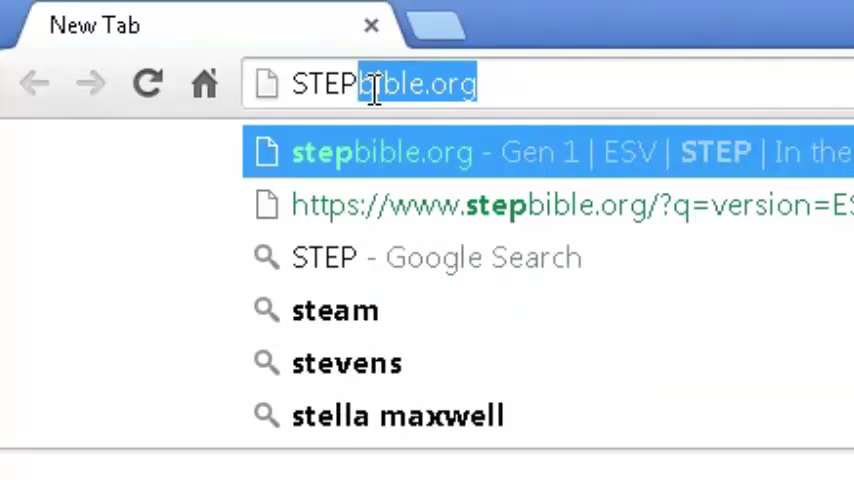 New Tab
STEPbible.org
stepbible.org - Gen 1 | ESV | STEP | In the
https://www.stepbible.org/?q=version=ES
STEP - Google Search
steam
stevens
stella maxwell